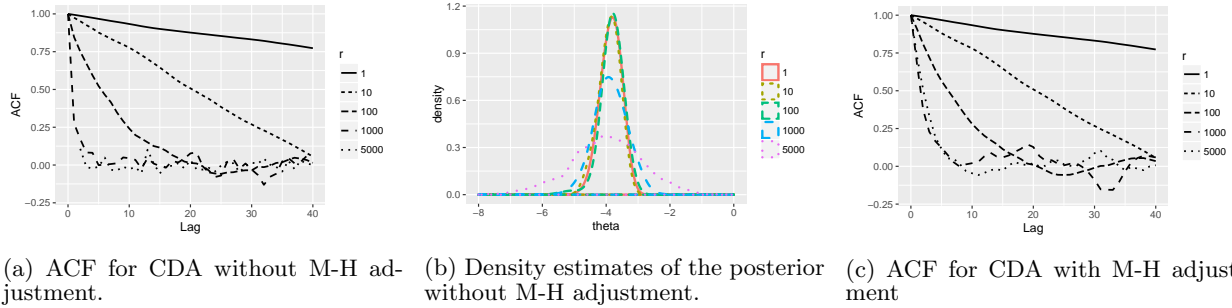 1.00
0.75
0.50
0.25
0.00
−0.25
ACF
0 10 20 30 40
Lag
r
1
10
100
1000
5000
1.2
0.9
0.6
0.3
0.0
density
−8 −6 −4 −2 0
theta
r
1
10
100
1000
5000
1.00
0.75
0.50
0.25
0.00
−0.25
ACF
0 10 20 30 40
Lag
r
1
10
100
1000
5000
(a) ACF for CDA without M-H ad-
justment.
(b) Density estimates of the posterior
without M-H adjustment.
(c) ACF for CDA with M-H adjust
ment